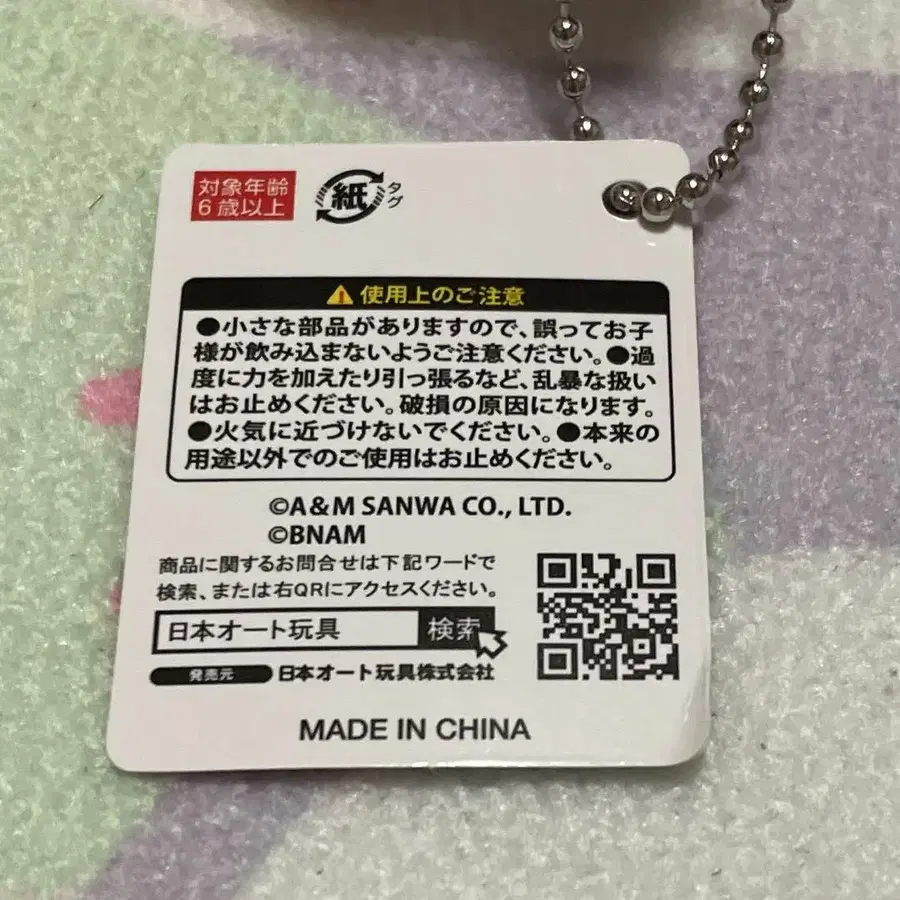 対象年齢
6歳以上
紙
タグ
⚠使用上のご注意
●小さな部品がありますので、誤ってお子
様が飲み込まないようご注意ください。●過
度に力を加えたり引っ張るなど、乱暴な扱い
はお止めください。破損の原因になります。
●火気に近づけないでください。●本来の
用途以外でのご使用はお止めください。
©A&M SANWA CO., LTD.
©BNAM
商品に関するお問合せは下記ワードで
検索、または右QRにアクセスください。
日本オート玩具 検索
発売元 日本オート玩具株式会社
MADE IN CHINA